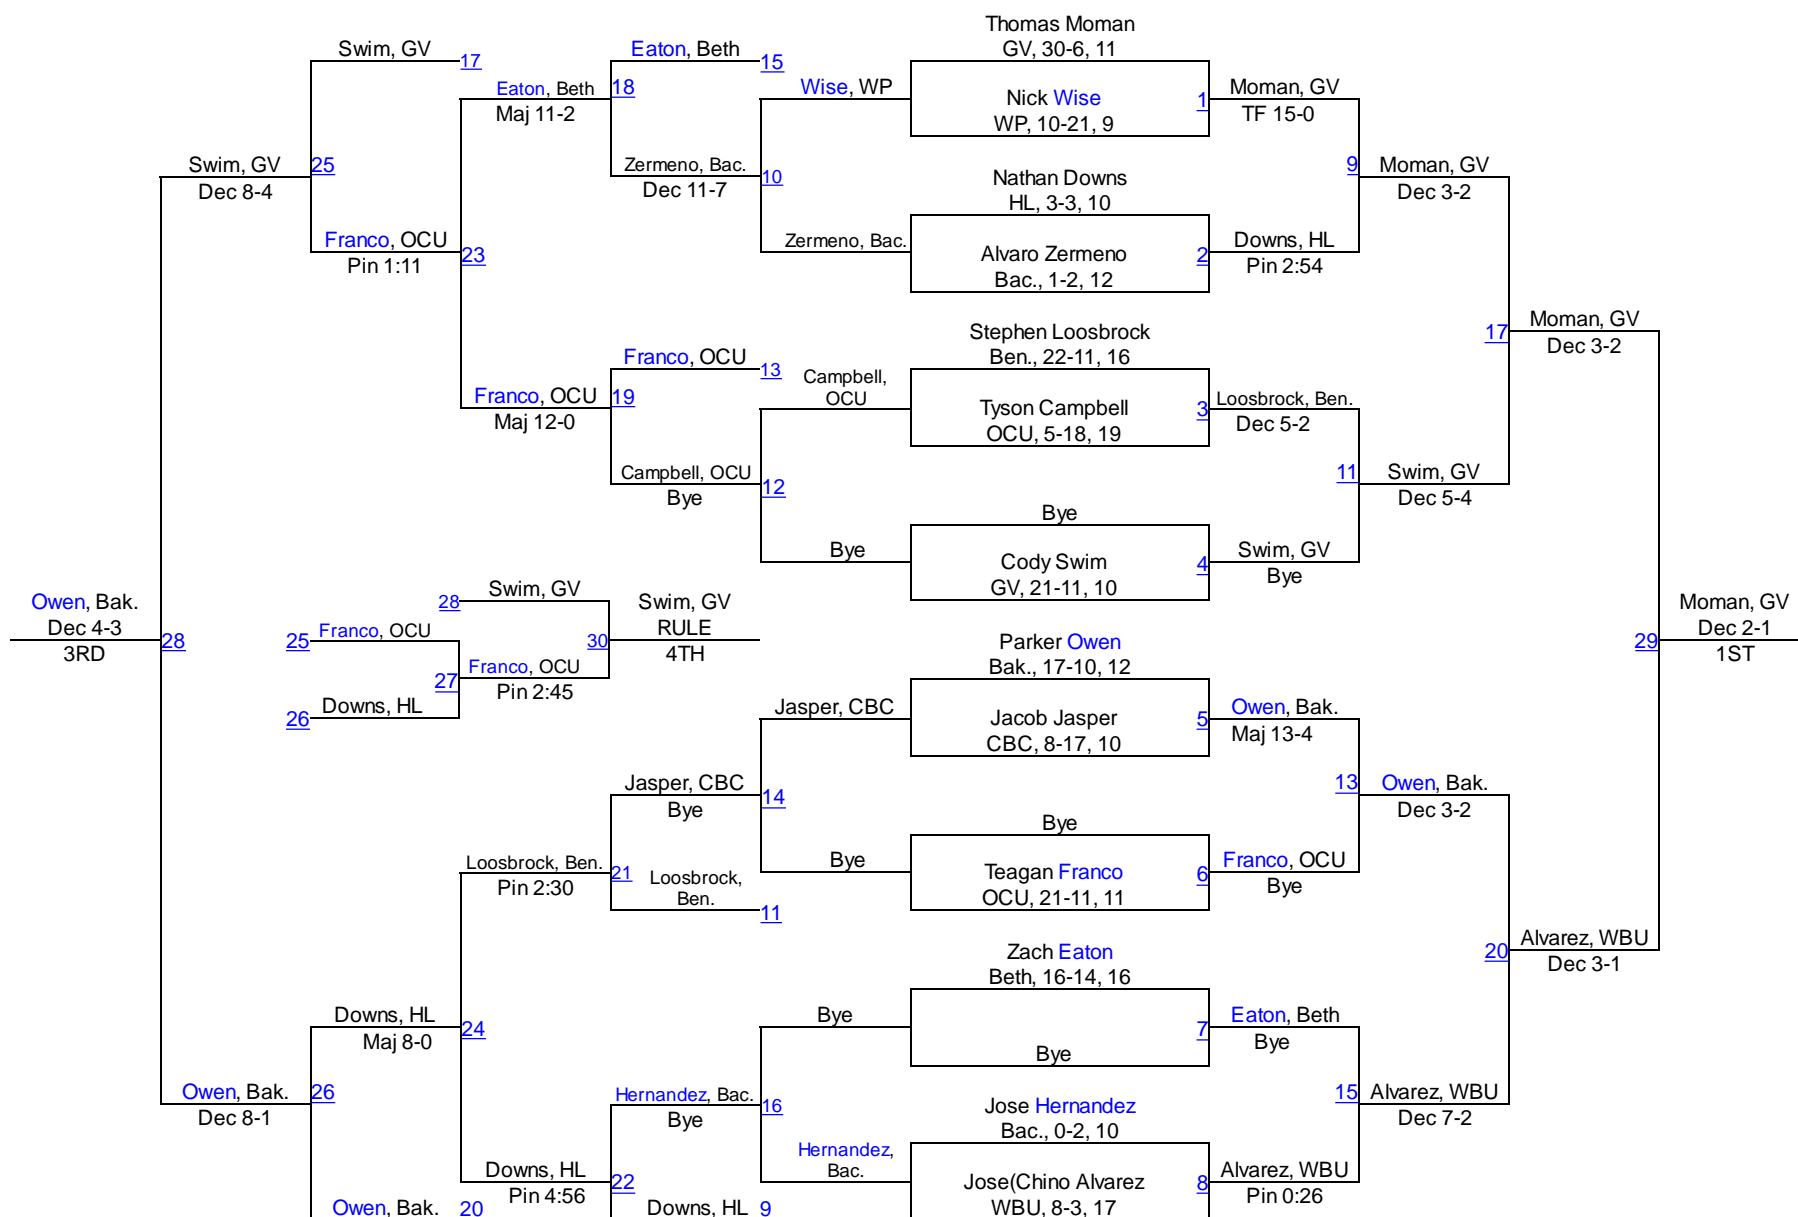 Thomas Moman
GV, 30-6, 11
Swim, GV
17
Eaton, Beth
15
Eaton, Beth
18
Maj 11-2
Wise, WP
Nick Wise
WP, 10-21, 9
1
Moman, GV
TF 15-0
Swim, GV
25
Dec 8-4
Zermeno, Bac.
10
Dec 11-7
Nathan Downs
HL, 3-3, 10
9
Moman, GV
Dec 3-2
Franco, OCU
23
Pin 1:11
Zermeno, Bac.
Alvaro Zermeno
Bac., 1-2, 12
2
Downs, HL
Pin 2:54
Stephen Loosbrock
Ben., 22-11, 16
17
Moman, GV
Dec 3-2
Franco, OCU
13
Franco, OCU
19
Maj 12-0
Campbell,
OCU
Tyson Campbell
OCU, 5-18, 19
3
Loosbrock, Ben.
Dec 5-2
Campbell, OCU
12
Bye
11
Swim, GV
Dec 5-4
Bye
Bye
Cody Swim
GV, 21-11, 10
4
Swim, GV
Bye
Owen, Bak.
Dec 4-3
3RD
28
28
Swim, GV
25
Franco, OCU
26
Downs, HL
27
Franco, OCU
Pin 2:45
30
Swim, GV
RULE
4TH
29
Moman, GV
Dec 2-1
1ST
Parker Owen
Bak., 17-10, 12
Jasper, CBC
Jacob Jasper
CBC, 8-17, 10
5
Owen, Bak.
Maj 13-4
Jasper, CBC
14
Bye
13
Owen, Bak.
Dec 3-2
Bye
Bye
Teagan Franco
OCU, 21-11, 11
6
Franco, OCU
Bye
Loosbrock, Ben.
21
Pin 2:30
Loosbrock,
Ben.
11
Zach Eaton
Beth, 16-14, 16
20
Alvarez, WBU
Dec 3-1
Downs, HL
24
Maj 8-0
Bye
Bye
7
Eaton, Beth
Bye
Owen, Bak.
26
Dec 8-1
Hernandez, Bac.
16
Bye
Jose Hernandez
Bac., 0-2, 10
15
Alvarez, WBU
Dec 7-2
Downs, HL
22
Pin 4:56
Hernandez,
Bac.
Jose(Chino Alvarez
WBU, 8-3, 17
8
Alvarez, WBU
Pin 0:26
Owen, Bak.
20
Downs, HL
9